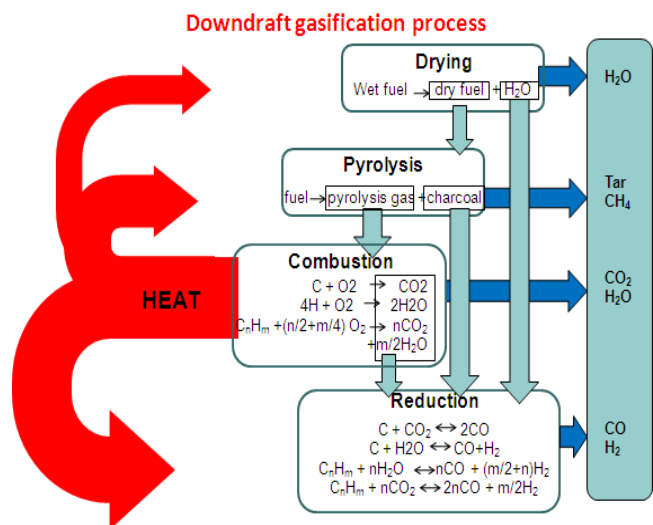 Downdraft gasification process
Drying
Wet fuel → dry fuel + H₂O
H₂O
Pyrolysis
fuel→ pyrolysis gas + charcoal
Tar
CH₄
Combustion
C + O2 → CO2
4H + O2 → 2H2O
CₙHₘ +(n/2+m/4) O₂ → nCO₂
+m/2H₂O
CO₂
H₂O
HEAT
Reduction
C + CO₂ ↔ 2CO
C + H2O ↔ CO+H₂
CₙHₘ + nH₂O ↔ nCO + (m/2+n)H₂
CₙHₘ + nCO₂ ↔ 2nCO + m/2H₂
CO
H₂